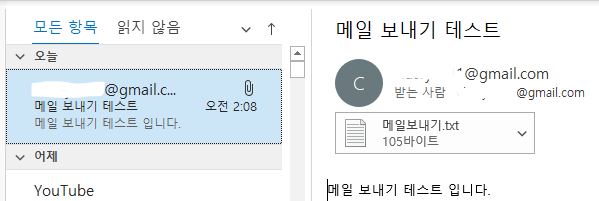 모든 항목 읽지 않음
오늘
@gmail.c...
메일 보내기 테스트 오전 2:08
메일 보내기 테스트 입니다.
어제
YouTube
메일 보내기 테스트
C
1@gmail.com
받는 사람 @gmail.com
메일보내기.txt
105바이트
메일 보내기 테스트 입니다.